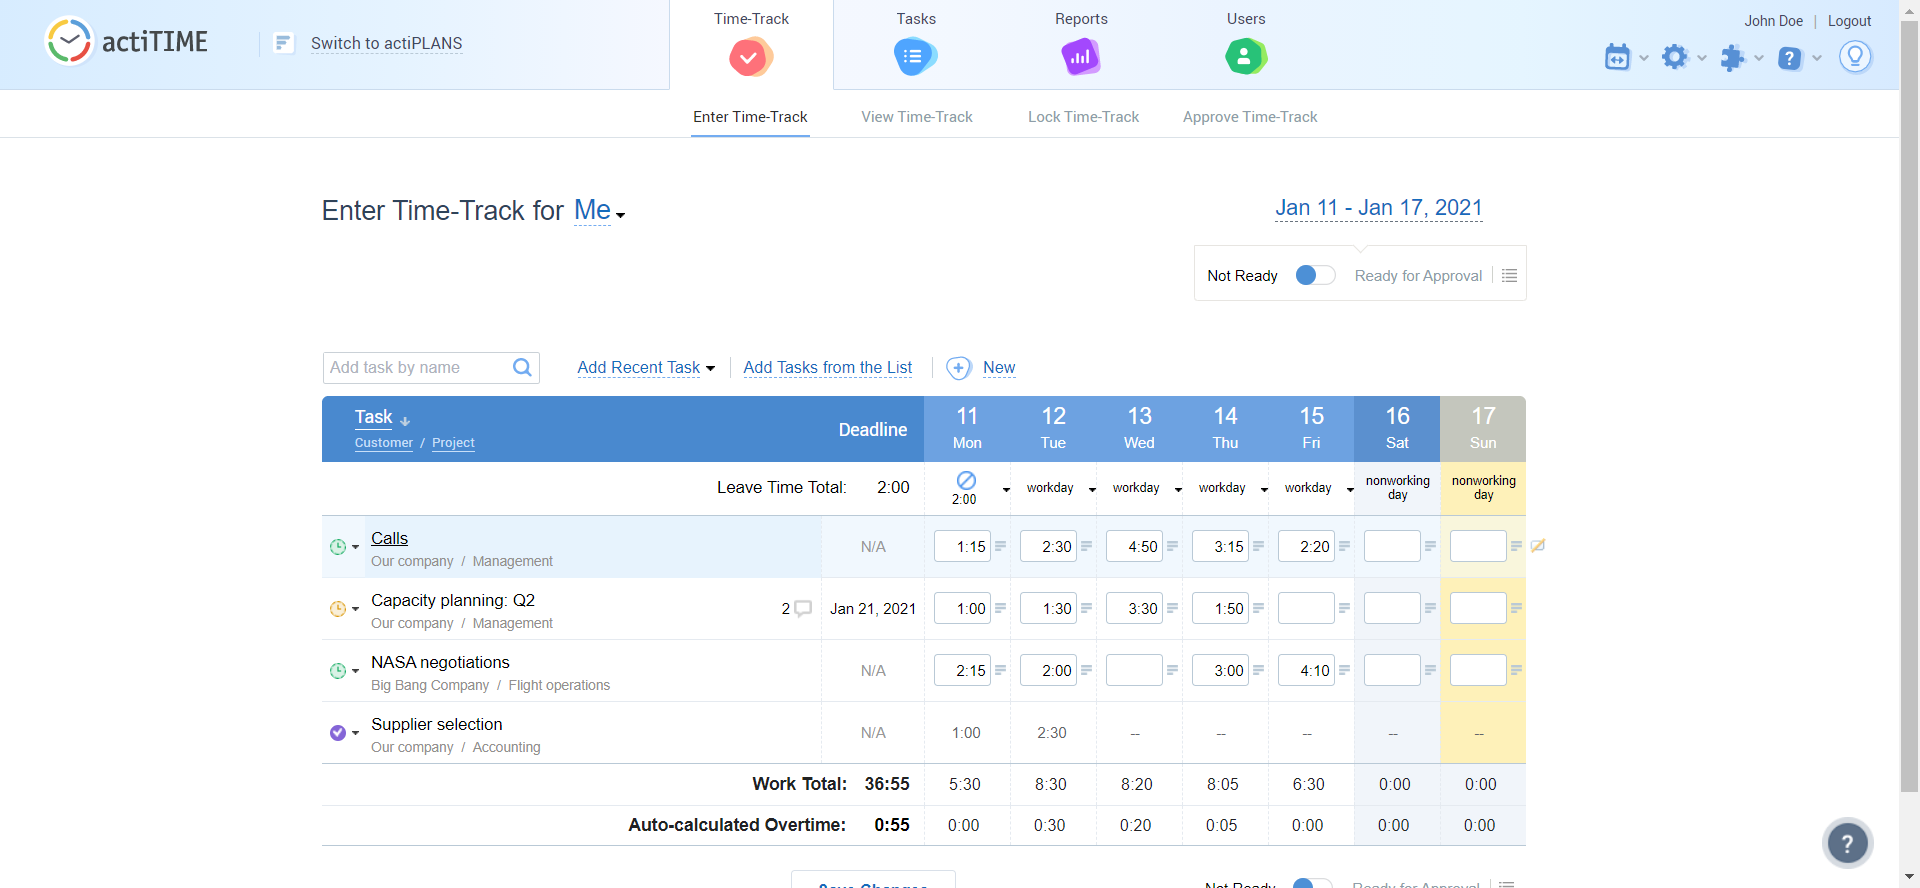 actiTIME
Switch to actiPLANS
Time-Track Tasks Reports Users
John Doe | Logout
Enter Time-Track View Time-Track Lock Time-Track Approve Time-Track
Enter Time-Track for Me
Jan 11 - Jan 17, 2021
Not Ready Ready for Approval
Add task by name Add Recent Task Add Tasks from the List New
Task Deadline 11 12 13 14 15 16 17
Customer / Project Mon Tue Wed Thu Fri Sat Sun
Leave Time Total: 2:00 2:00 workday workday workday workday nonworking day nonworking day
Calls N/A 1:15 2:30 4:50 3:15 2:20
Our company / Management
Capacity planning: Q2 2 Jan 21, 2021 1:00 1:30 3:30 1:50
Our company / Management
NASA negotiations N/A 2:15 2:00 3:00 4:10
Big Bang Company / Flight operations
Supplier selection N/A 1:00 2:30 -- -- -- -- --
Our company / Accounting
Work Total: 36:55 5:30 8:30 8:20 8:05 6:30 0:00 0:00
Auto-calculated Overtime: 0:55 0:00 0:30 0:20 0:05 0:00 0:00 0:00
?
Save Changes Not Ready Ready for Approval